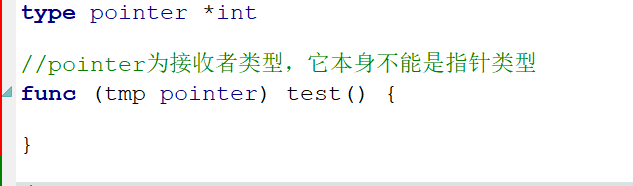 type pointer *int
//pointer为接收者类型，它本身不能是指针类型
func (tmp pointer) test() {
}